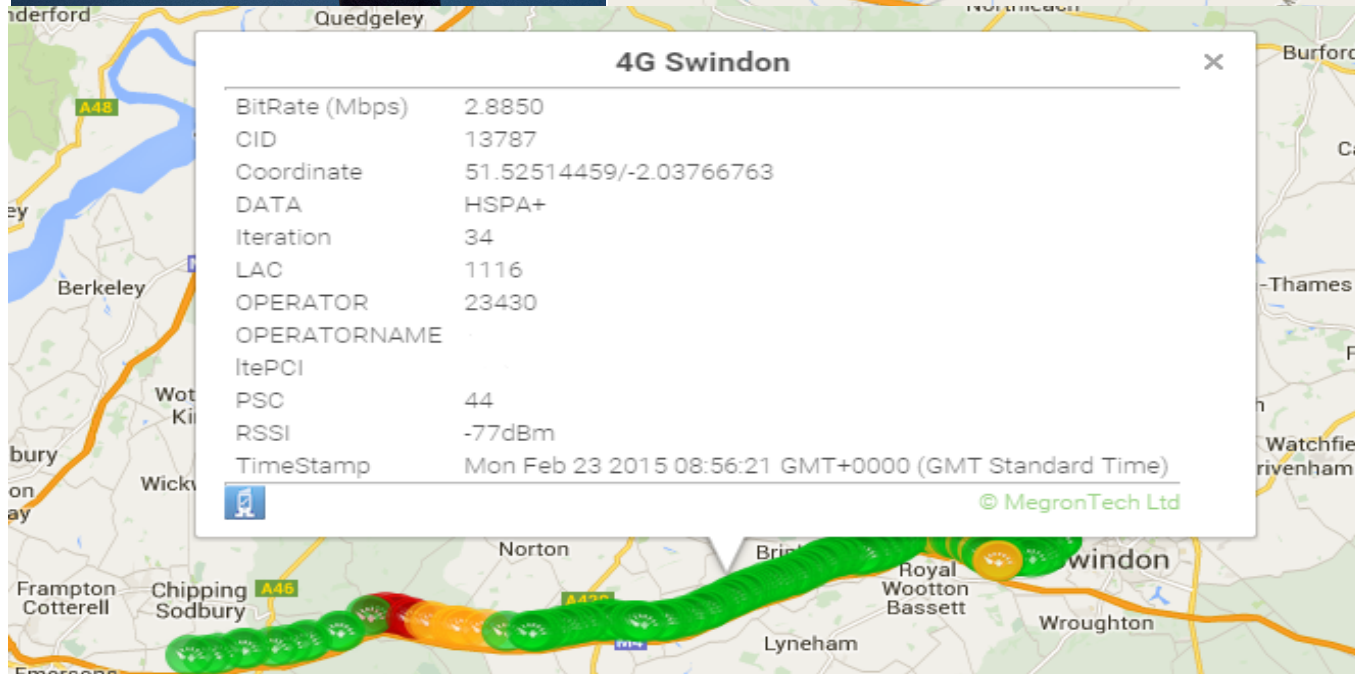 Quedgeley
4G Swindon
×
Burford
A48
BitRate (Mbps) 2.8850
CID 13787
Coordinate 51.52514459/-2.03766763
DATA HSPA+
Iteration 34
LAC 1116
Berkeley
-Thames
OPERATOR 23430
OPERATORNAME
ltePCI
PSC 44
RSSI -77dBm
TimeStamp Mon Feb 23 2015 08:56:21 GMT+0000 (GMT Standard Time)
© MegronTech Ltd
Norton
Royal
Wootton
Bassett
Frampton
Cotterell
Chipping
Sodbury
A46
Wroughton
M4
Lyneham